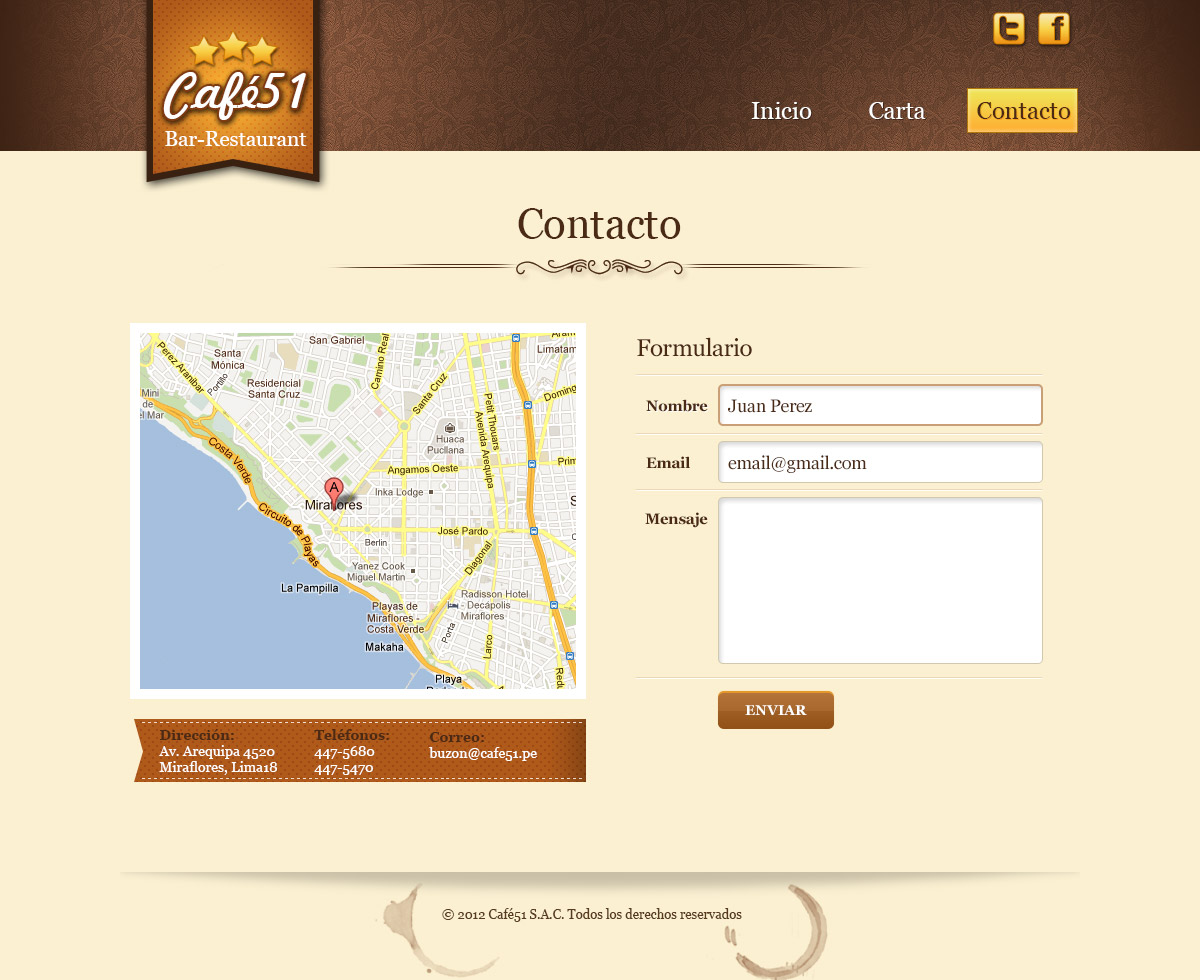 Café51
Bar-Restaurant
t f
Inicio Carta Contacto
Contacto
San Gabriel
Santa
Mónica
Perez Aranibar
Portillo
Residencial
Santa Cruz
Camino Real
Santa Cruz
Limatam
Domino
Mini
de
el Mar
Petit Thouars
Avenida Arequipa
Huaca
Pucllana
Costa Verde
Angamos Oeste
Prim
Inka Lodge
A
Miraflores
S
Circuito de Playas
José Pardo
Berlin
Diagonal
Yanez Cook
Miguel Martin
La Pampilla
Radisson Hotel
- Decápolis
Miraflores
Playas de
Miraflores -
Costa Verde
Porta
Larco
Makaha
Playa
Redu
Formulario
Nombre Juan Perez
Email email@gmail.com
Mensaje
ENVIAR
Dirección:
Av. Arequipa 4520
Miraflores, Lima18
Teléfonos:
447-5680
447-5470
Correo:
buzon@cafe51.pe
© 2012 Café51 S.A.C. Todos los derechos reservados